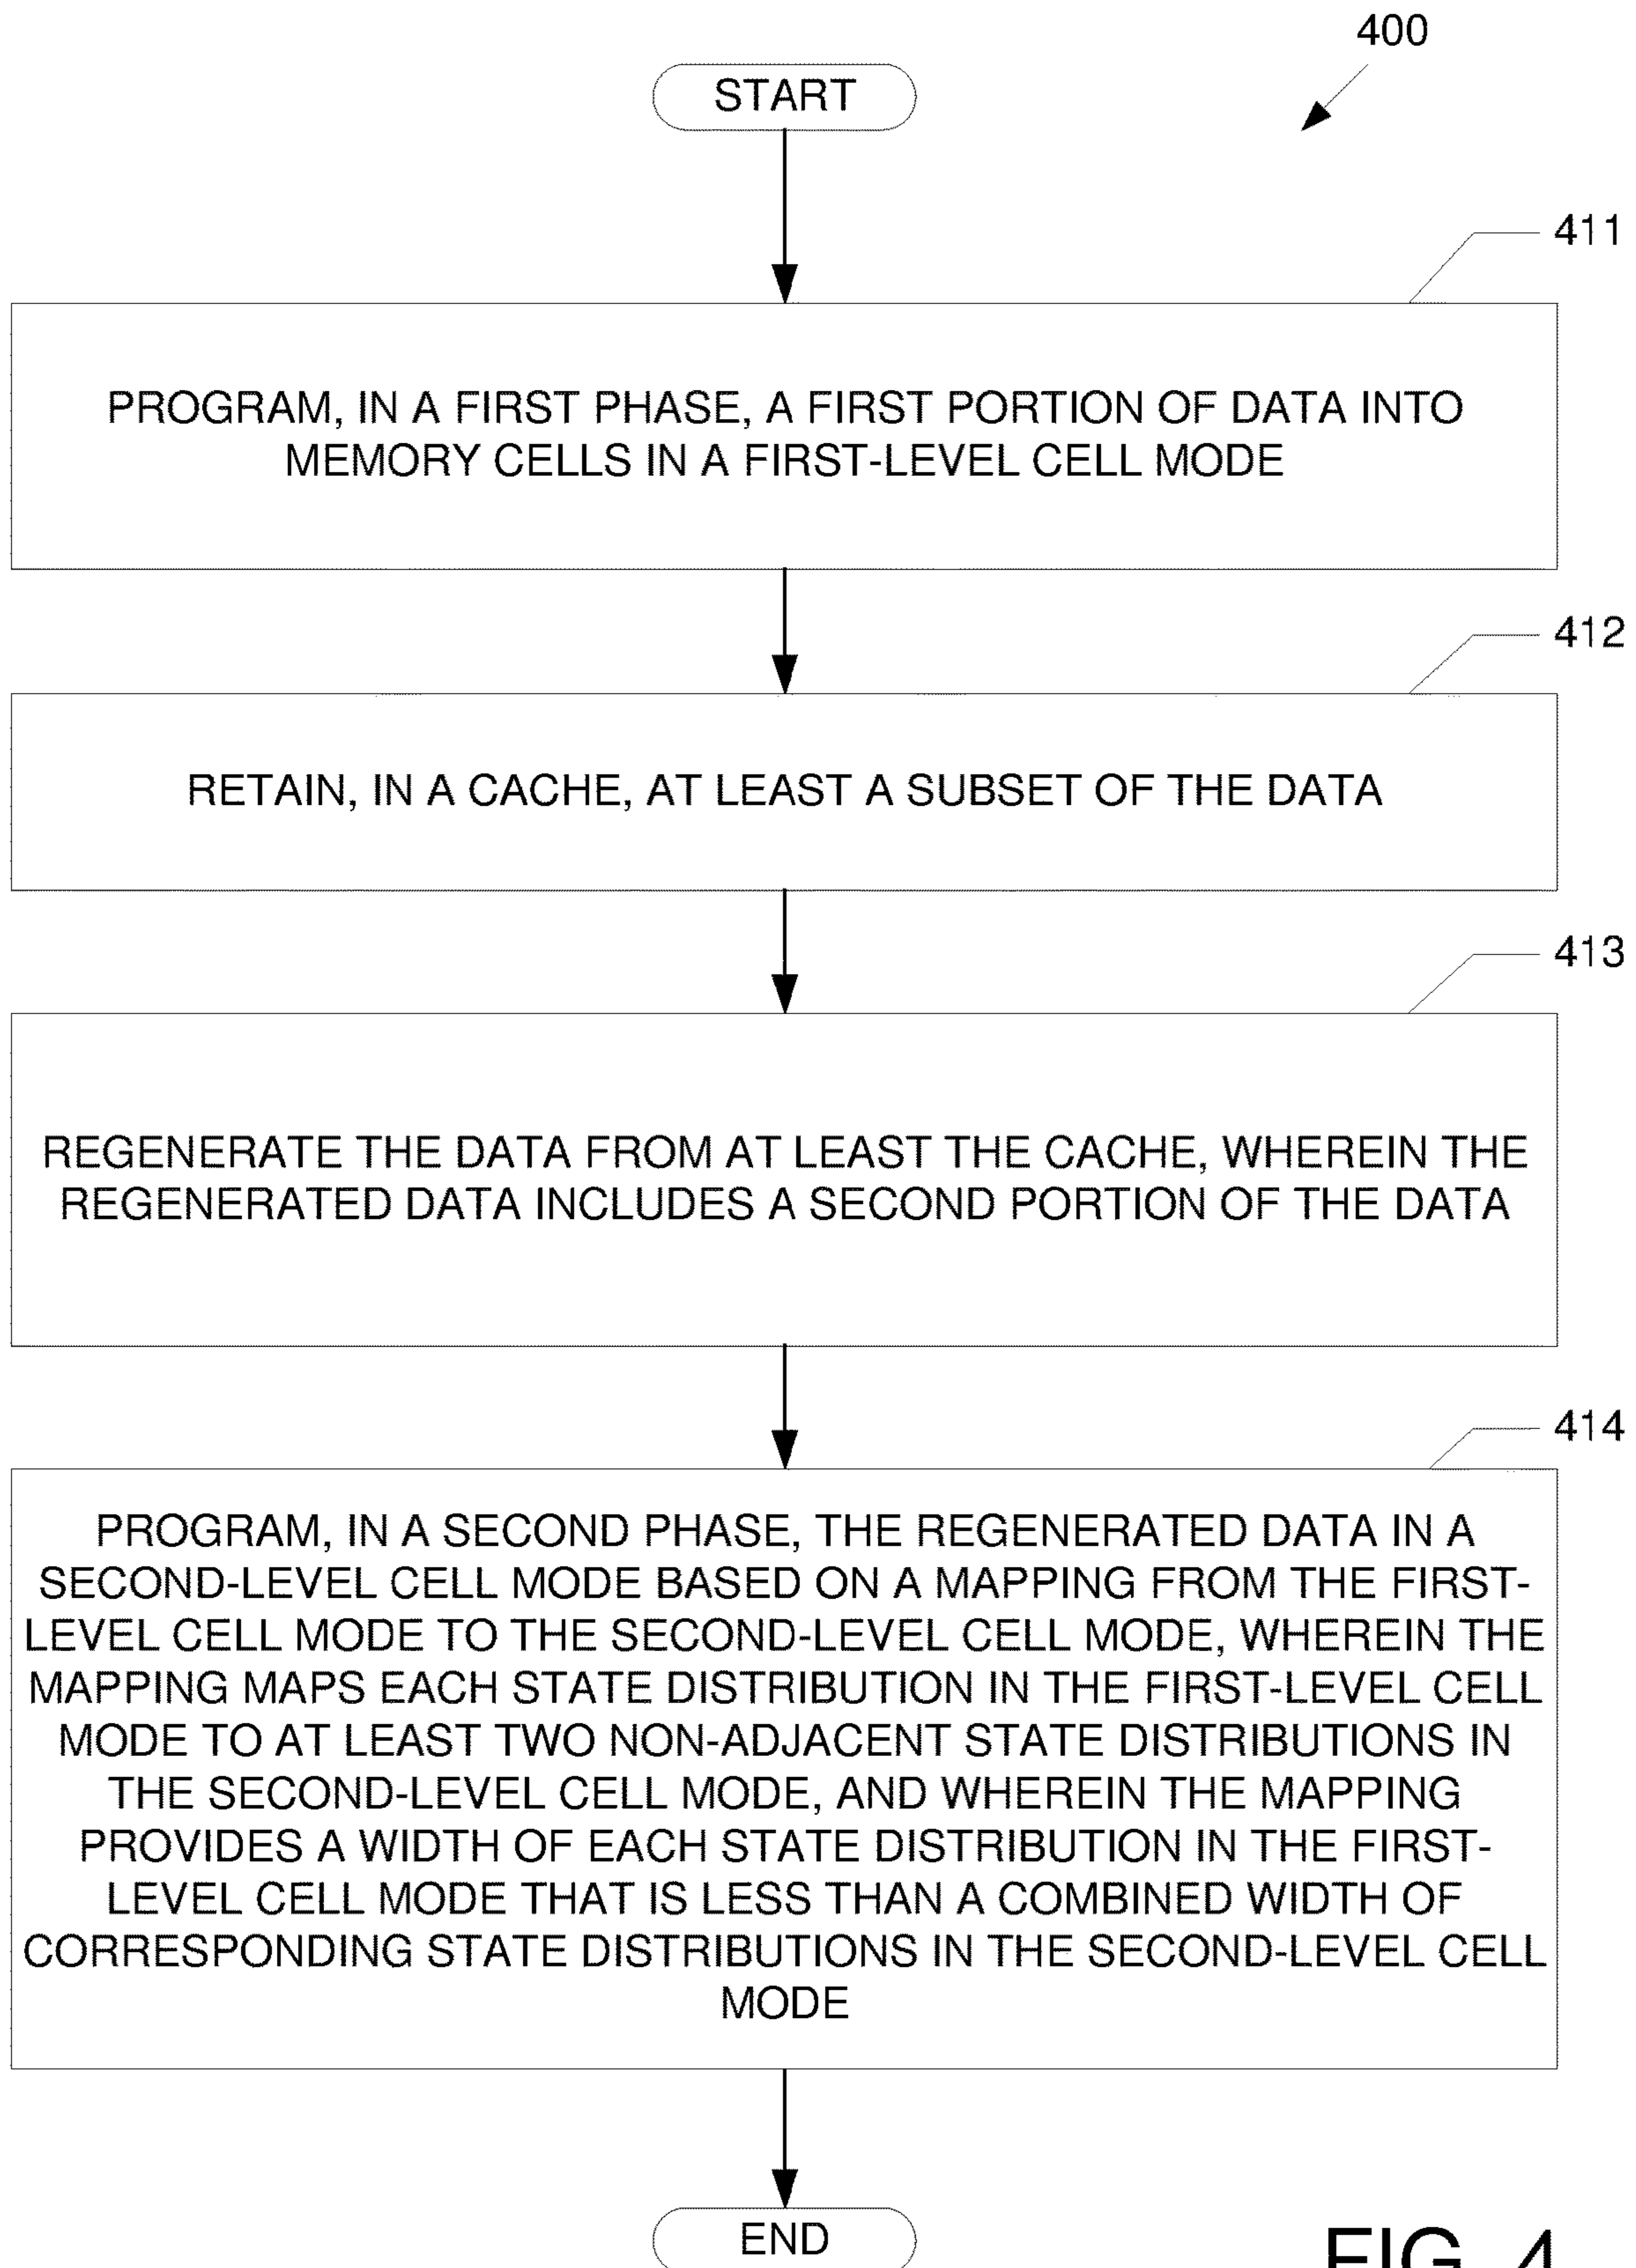 400
START
411
PROGRAM, IN A FIRST PHASE, A FIRST PORTION OF DATA INTO
MEMORY CELLS IN A FIRST-LEVEL CELL MODE
412
RETAIN, IN A CACHE, AT LEAST A SUBSET OF THE DATA
413
REGENERATE THE DATA FROM AT LEAST THE CACHE, WHEREIN THE
REGENERATED DATA INCLUDES A SECOND PORTION OF THE DATA
414
PROGRAM, IN A SECOND PHASE, THE REGENERATED DATA IN A
SECOND-LEVEL CELL MODE BASED ON A MAPPING FROM THE FIRST-
LEVEL CELL MODE TO THE SECOND-LEVEL CELL MODE, WHEREIN THE
MAPPING MAPS EACH STATE DISTRIBUTION IN THE FIRST-LEVEL CELL
MODE TO AT LEAST TWO NON-ADJACENT STATE DISTRIBUTIONS IN
THE SECOND-LEVEL CELL MODE, AND WHEREIN THE MAPPING
PROVIDES A WIDTH OF EACH STATE DISTRIBUTION IN THE FIRST-
LEVEL CELL MODE THAT IS LESS THAN A COMBINED WIDTH OF
CORRESPONDING STATE DISTRIBUTIONS IN THE SECOND-LEVEL CELL
MODE
END
FIG. 4